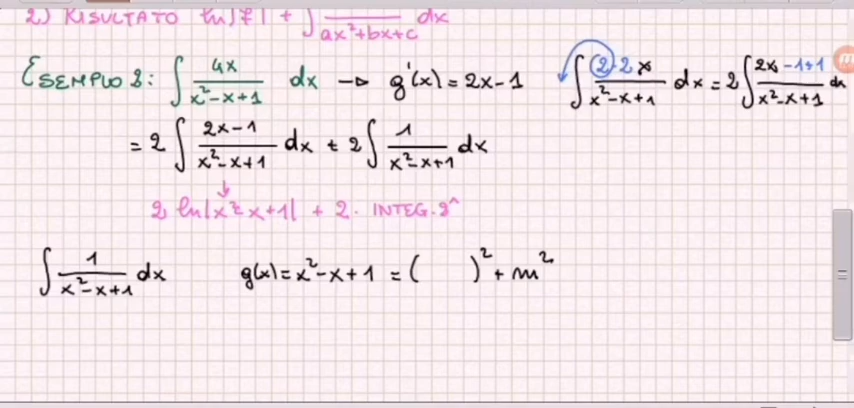 2) RISULTATO ln|f| + ∫ ——— dx
ax²+bx+c
ESEMPIO 2: ∫ 4x / x²-x+1 dx → g'(x) = 2x-1 ∫ 2·2x / x²-x+1 dx = 2 ∫ 2x -1+1 / x²-x+1 dx
= 2 ∫ 2x-1 / x²-x+1 dx + 2 ∫ 1 / x²-x+1 dx
2 ln|x²-x+1| + 2· INTEG. 2^
∫ 1 / x²-x+1 dx g(x) = x²-x+1 = ( )² + m²